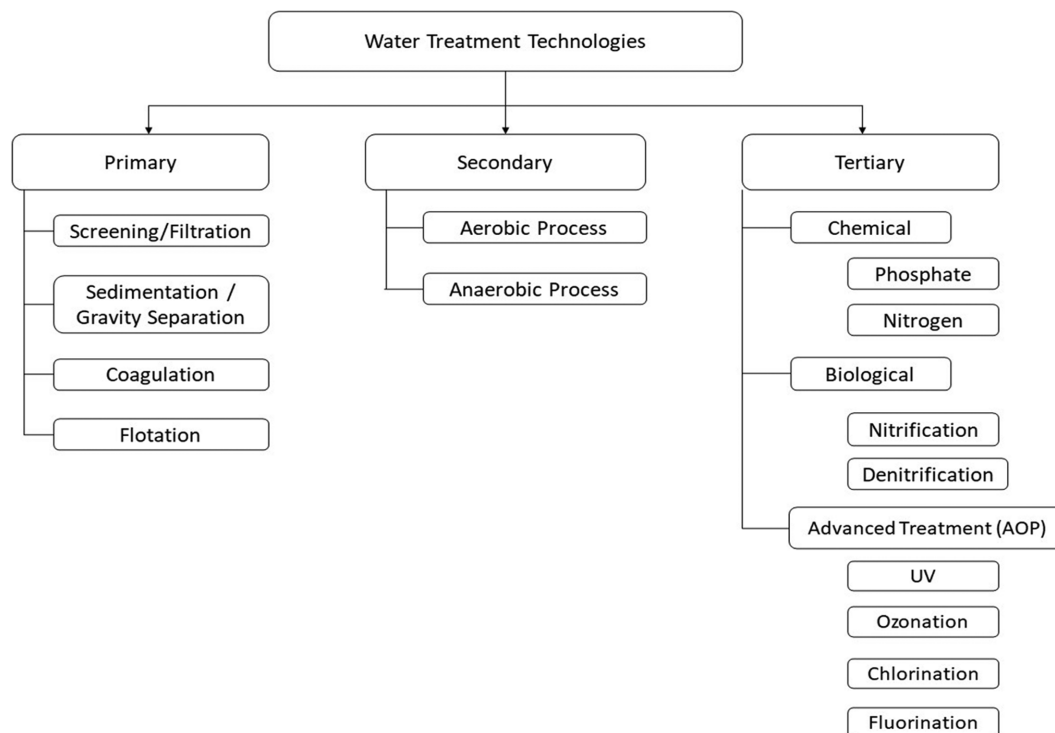 Water Treatment Technologies
Primary
Secondary
Tertiary
Screening/Filtration
Sedimentation /
Gravity Separation
Coagulation
Flotation
Aerobic Process
Anaerobic Process
Chemical
Phosphate
Nitrogen
Biological
Nitrification
Denitrification
Advanced Treatment (AOP)
UV
Ozonation
Chlorination
Fluorination